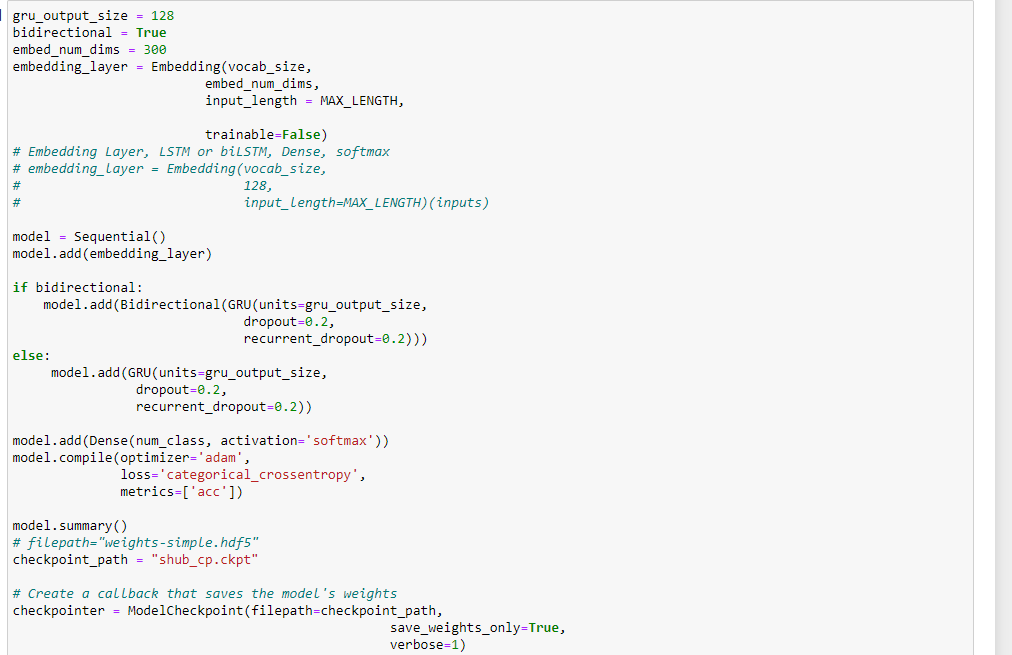 gru_output_size = 128
bidirectional = True
embed_num_dims = 300
embedding_layer = Embedding(vocab_size,
                         embed_num_dims,
                         input_length = MAX_LENGTH,

                         trainable=False)
# Embedding Layer, LSTM or biLSTM, Dense, softmax
# embedding_layer = Embedding(vocab_size,
#                             128,
#                             input_length=MAX_LENGTH)(inputs)

model = Sequential()
model.add(embedding_layer)

if bidirectional:
    model.add(Bidirectional(GRU(units=gru_output_size,
                              dropout=0.2,
                              recurrent_dropout=0.2)))
else:
     model.add(GRU(units=gru_output_size,
                dropout=0.2,
                recurrent_dropout=0.2))

model.add(Dense(num_class, activation='softmax'))
model.compile(optimizer='adam',
              loss='categorical_crossentropy',
              metrics=['acc'])

model.summary()
# filepath="weights-simple.hdf5"
checkpoint_path = "shub_cp.ckpt"

# Create a callback that saves the model's weights
checkpointer = ModelCheckpoint(filepath=checkpoint_path,
                                                 save_weights_only=True,
                                                 verbose=1)